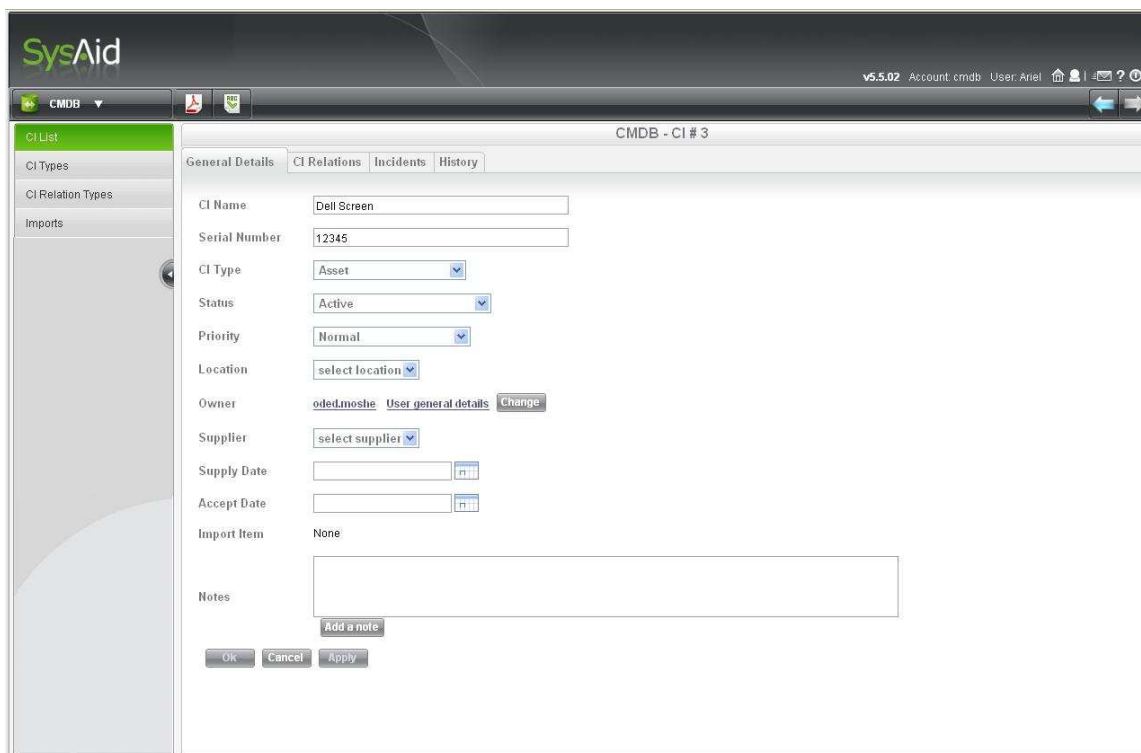 SysAid
v5.5.02 Account: cmdb User: Ariel
CMDB
CMDB - CI # 3
CI List
CI Types
CI Relation Types
Imports
General Details CI Relations Incidents History
CI Name Dell Screen
Serial Number 12345
CI Type Asset
Status Active
Priority Normal
Location select location
Owner oded.moshe User general details Change
Supplier select supplier
Supply Date
Accept Date
Import Item None
Notes
Add a note
Ok Cancel Apply